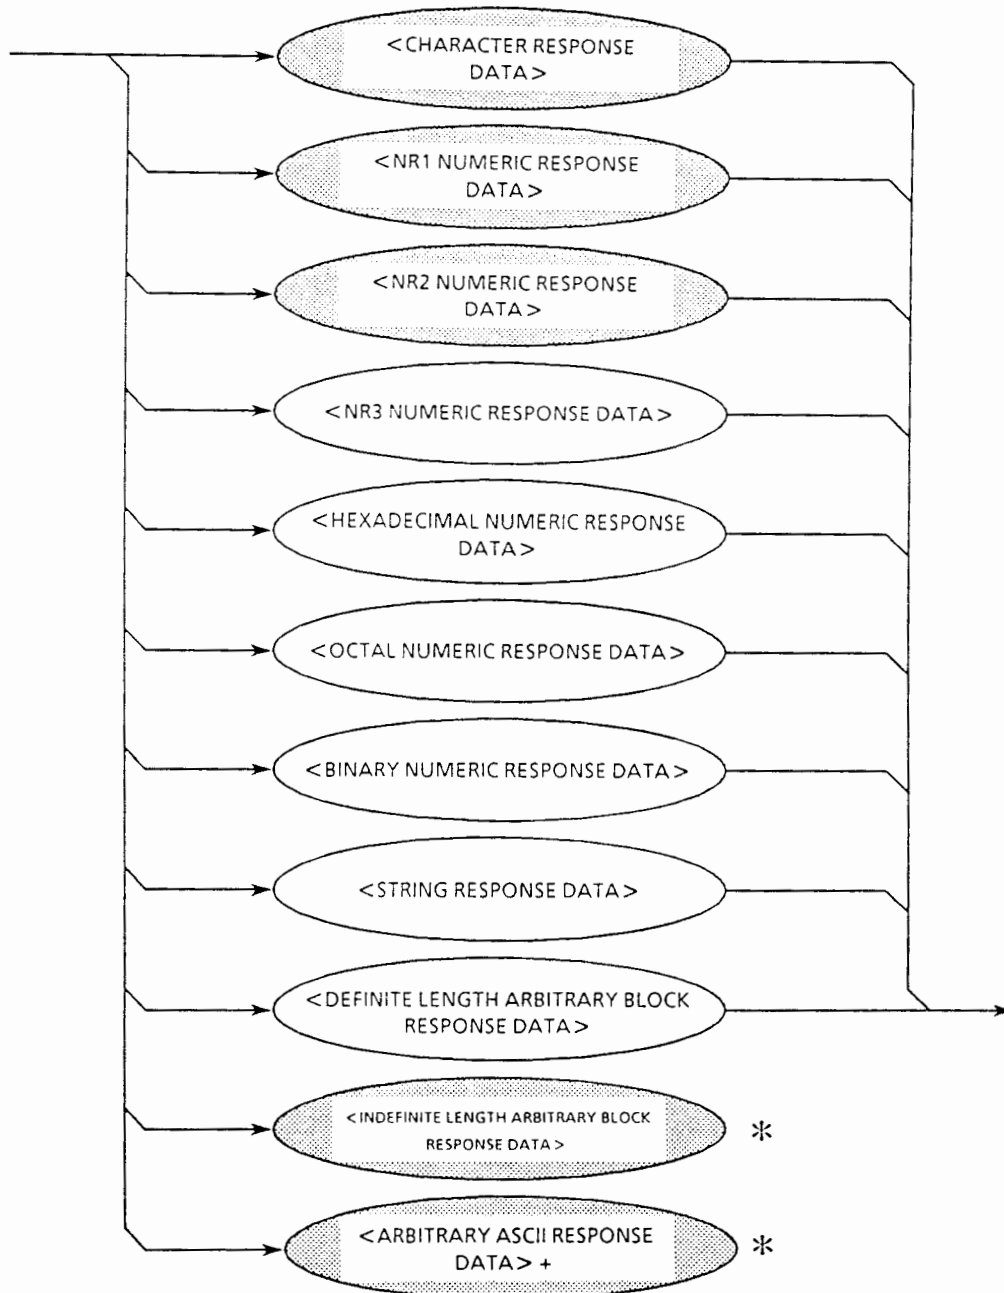 <CHARACTER RESPONSE
DATA>
<NR1 NUMERIC RESPONSE
DATA>
<NR2 NUMERIC RESPONSE
DATA>
<NR3 NUMERIC RESPONSE DATA>
<HEXADECIMAL NUMERIC RESPONSE
DATA>
<OCTAL NUMERIC RESPONSE DATA>
<BINARY NUMERIC RESPONSE DATA>
<STRING RESPONSE DATA>
<DEFINITE LENGTH ARBITRARY BLOCK
RESPONSE DATA>
<INDEFINITE LENGTH ARBITRARY BLOCK
RESPONSE DATA>
*
<ARBITRARY ASCII RESPONSE
DATA> +
*